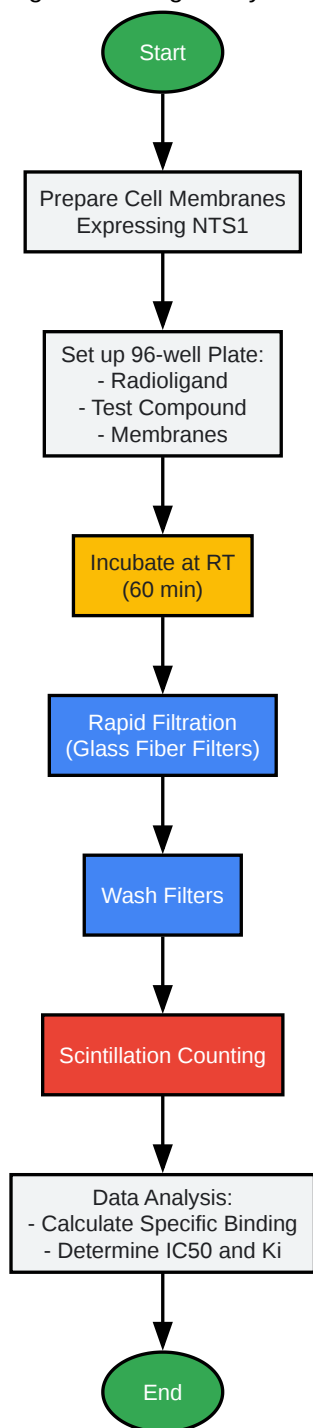 Start
Prepare Cell Membranes
Expressing NTS1
Set up 96-well Plate:
- Radioligand
- Test Compound
- Membranes
Incubate at RT
(60 min)
Rapid Filtration
(Glass Fiber Filters)
Wash Filters
Scintillation Counting
Data Analysis:
- Calculate Specific Binding
- Determine IC50 and Ki
End